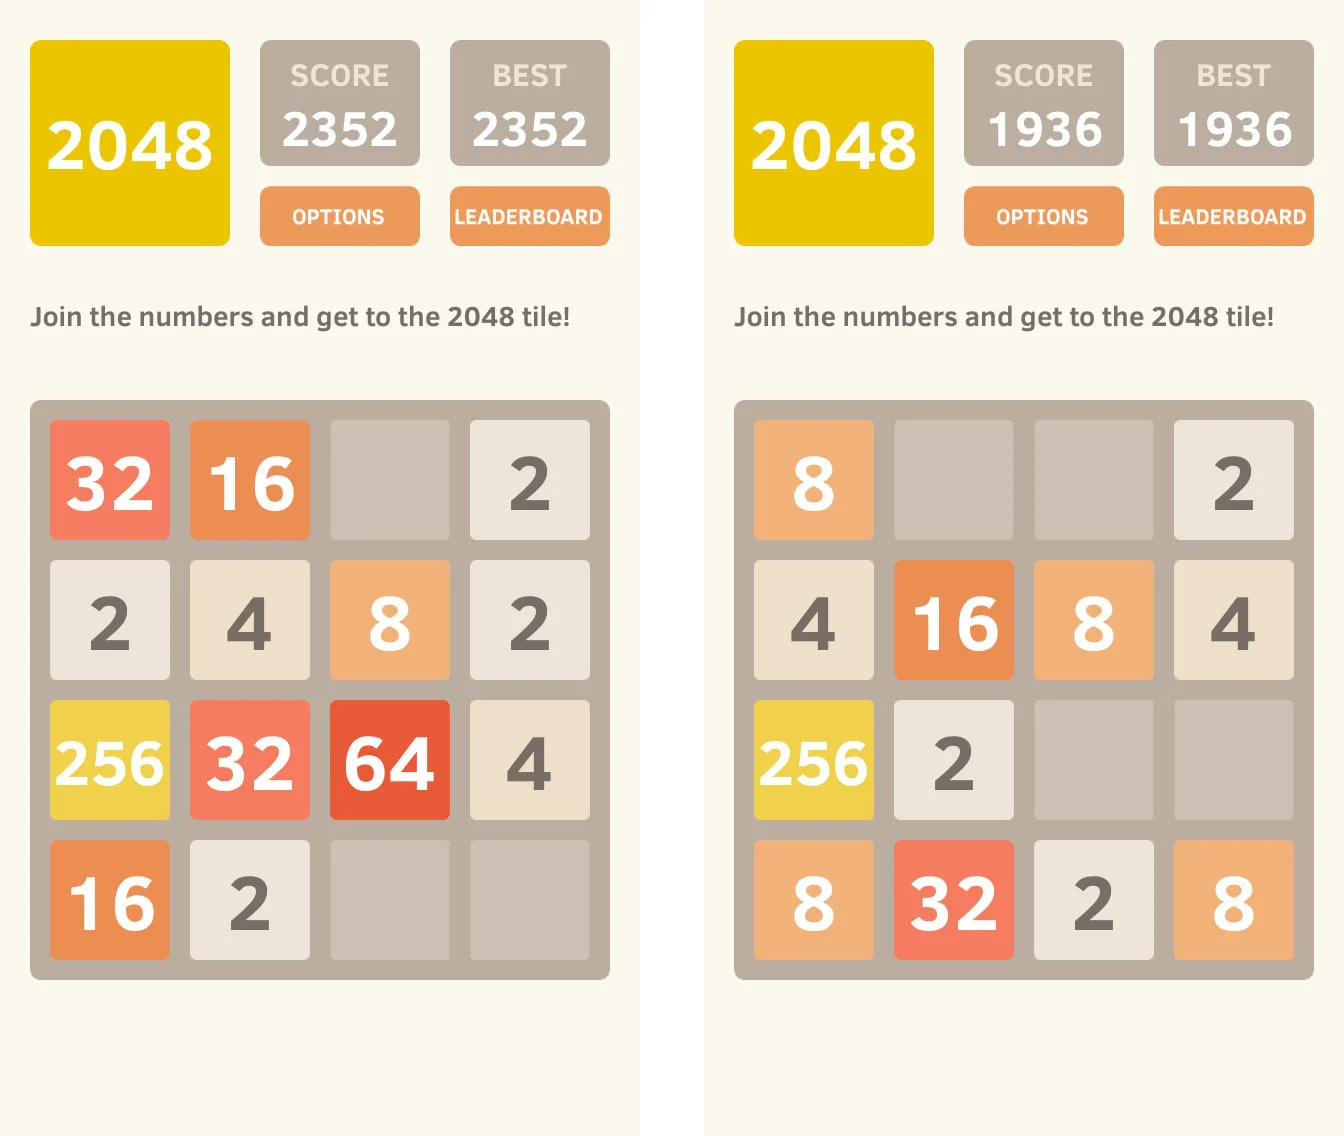 2048
SCORE
2352
BEST
2352
OPTIONS
LEADERBOARD
Join the numbers and get to the 2048 tile!
32 16 2
2 4 8 2
256 32 64 4
16 2
2048
SCORE
1936
BEST
1936
OPTIONS
LEADERBOARD
Join the numbers and get to the 2048 tile!
8 2
4 16 8 4
256 2
8 32 2 8